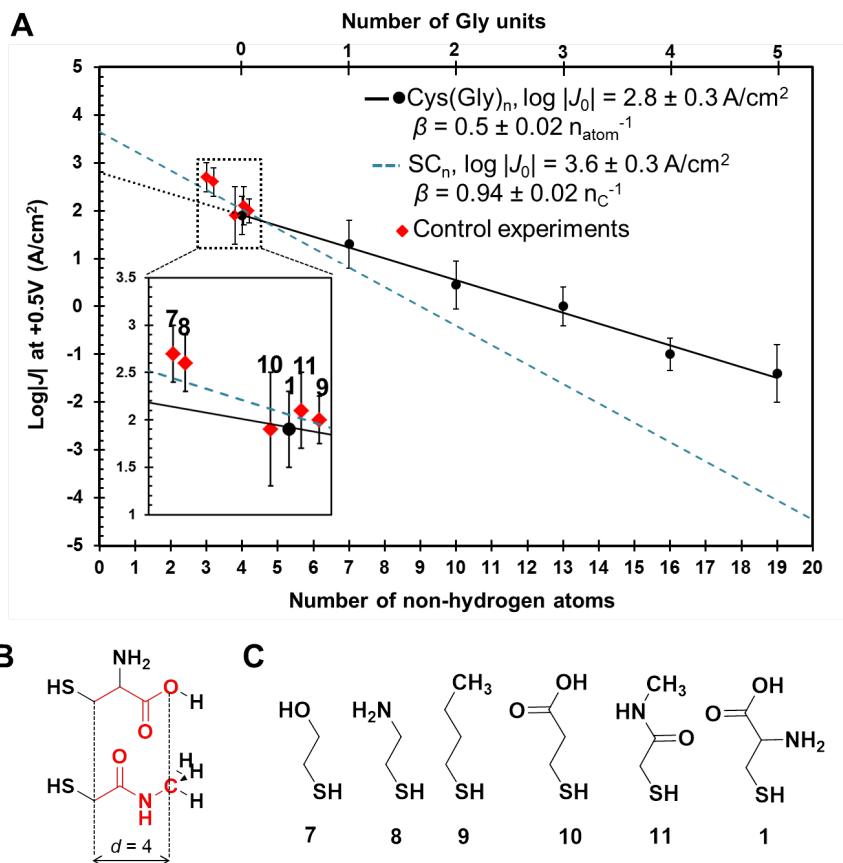 A
Number of Gly units
0 1 2 3 4 5
5
4
3
2
1
0
-1
-2
-3
-4
-5
Log|J| at +0.5V (A/cm²)
Cys(Gly)ₙ, log |J₀| = 2.8 ± 0.3 A/cm²
β = 0.5 ± 0.02 n_atom⁻¹
SCₙ, log |J₀| = 3.6 ± 0.3 A/cm²
β = 0.94 ± 0.02 n_C⁻¹
Control experiments
3.5
3
2.5
2
1.5
1
7
8
10
1
11
9
0 1 2 3 4 5 6 7 8 9 10 11 12 13 14 15 16 17 18 19 20
Number of non-hydrogen atoms
B
NH₂
HS
O
H
O
O
H
H
HS
C
N
H
H
d = 4
C
HO
SH
7
H₂N
SH
8
CH₃
SH
9
OH
O
SH
10
CH₃
HN
O
SH
11
OH
O
NH₂
SH
1